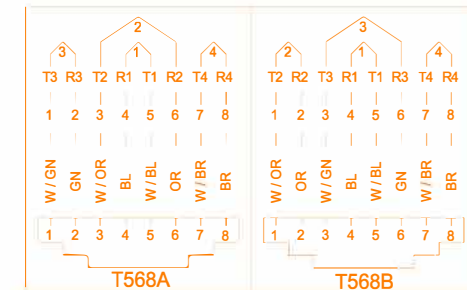 2 3
3 1 4 2 1 4
T3 R3 T2 R1 T1 R2 T4 R4 T2 R2 T3 R1 T1 R3 T4 R4
1 2 3 4 5 6 7 8 1 2 3 4 5 6 7 8
W / GN GN W / OR BL W / BL OR W / BR BR W / OR OR W / GN BL W / BL GN W / BR BR
1 2 3 4 5 6 7 8 1 2 3 4 5 6 7 8
T568A T568B